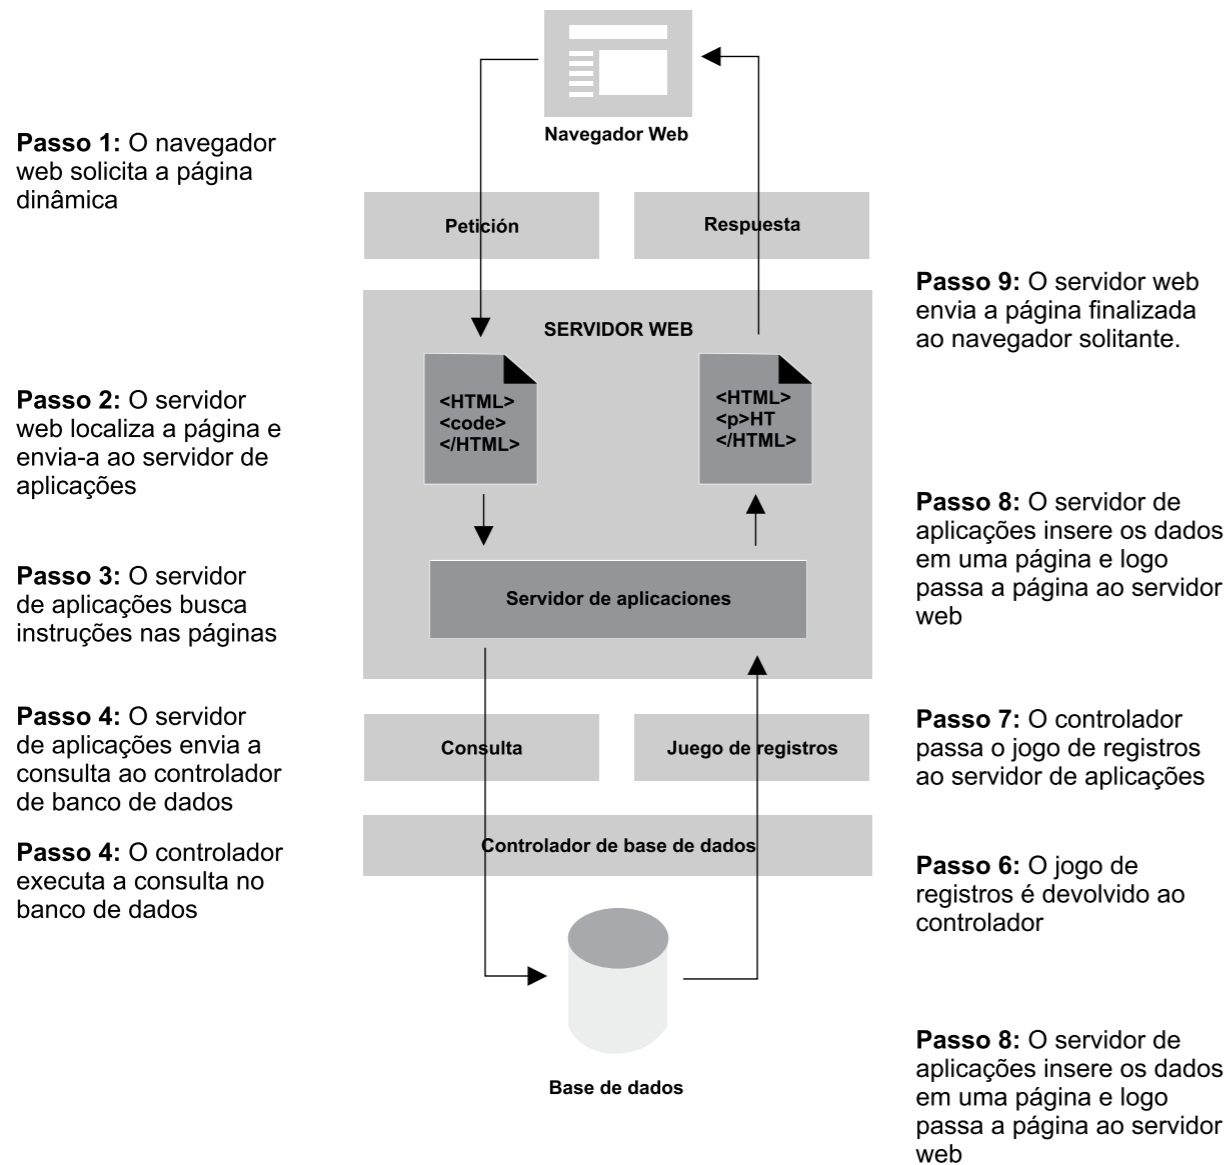 Navegador Web
Passo 1: O navegador
web solicita a página
dinâmica
Petición
Respuesta
Passo 9: O servidor web
envia a página finalizada
ao navegador solitante.
SERVIDOR WEB
<HTML>
<code>
</HTML>
<HTML>
<p>HT
</HTML>
Passo 2: O servidor
web localiza a página e
envia-a ao servidor de
aplicações
Passo 8: O servidor de
aplicações insere os dados
em uma página e logo
passa a página ao servidor
web
Passo 3: O servidor
de aplicações busca
instruções nas páginas
Servidor de aplicaciones
Passo 4: O servidor
de aplicações envia a
consulta ao controlador
de banco de dados
Consulta
Juego de registros
Passo 7: O controlador
passa o jogo de registros
ao servidor de aplicações
Passo 4: O controlador
executa a consulta no
banco de dados
Controlador de base de dados
Passo 6: O jogo de
registros é devolvido ao
controlador
Base de dados
Passo 8: O servidor de
aplicações insere os dados
em uma página e logo
passa a página ao servidor
web